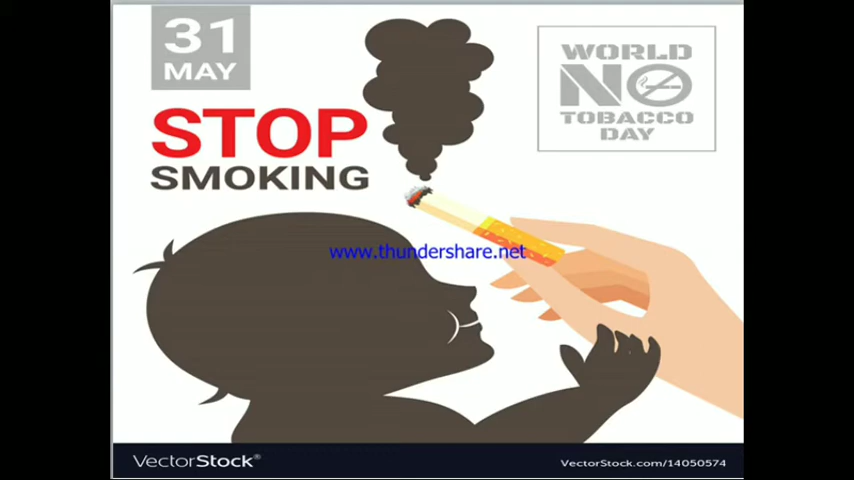 31
MAY
STOP
SMOKING
WORLD
NO
TOBACCO
DAY
www.thundershare.net
VectorStock®
VectorStock.com/14050574